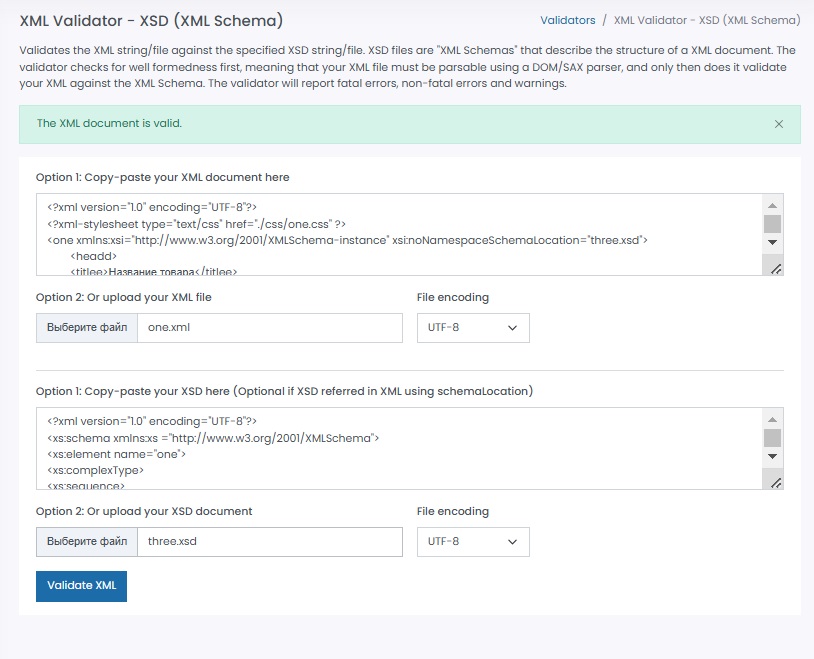 XML Validator - XSD (XML Schema)
Validators / XML Validator - XSD (XML Schema)
Validates the XML string/file against the specified XSD string/file. XSD files are "XML Schemas" that describe the structure of a XML document. The
validator checks for well formedness first, meaning that your XML file must be parsable using a DOM/SAX parser, and only then does it validate
your XML against the XML Schema. The validator will report fatal errors, non-fatal errors and warnings.
The XML document is valid.
Option 1: Copy-paste your XML document here
<?xml version="1.0" encoding="UTF-8"?>
<?xml-stylesheet type="text/css" href="./css/one.css" ?>
<one xmlns:xsi="http://www.w3.org/2001/XMLSchema-instance" xsi:noNamespaceSchemaLocation="three.xsd">
<headd>
<titlee>Название товара</titlee>
Option 2: Or upload your XML file
File encoding
Выберите файл one.xml
UTF-8
Option 1: Copy-paste your XSD here (Optional if XSD referred in XML using schemaLocation)
<?xml version="1.0" encoding="UTF-8"?>
<xs:schema xmlns:xs ="http://www.w3.org/2001/XMLSchema">
<xs:element name="one">
<xs:complexType>
<xs:sequence>
Option 2: Or upload your XSD document
File encoding
Выберите файл three.xsd
UTF-8
Validate XML